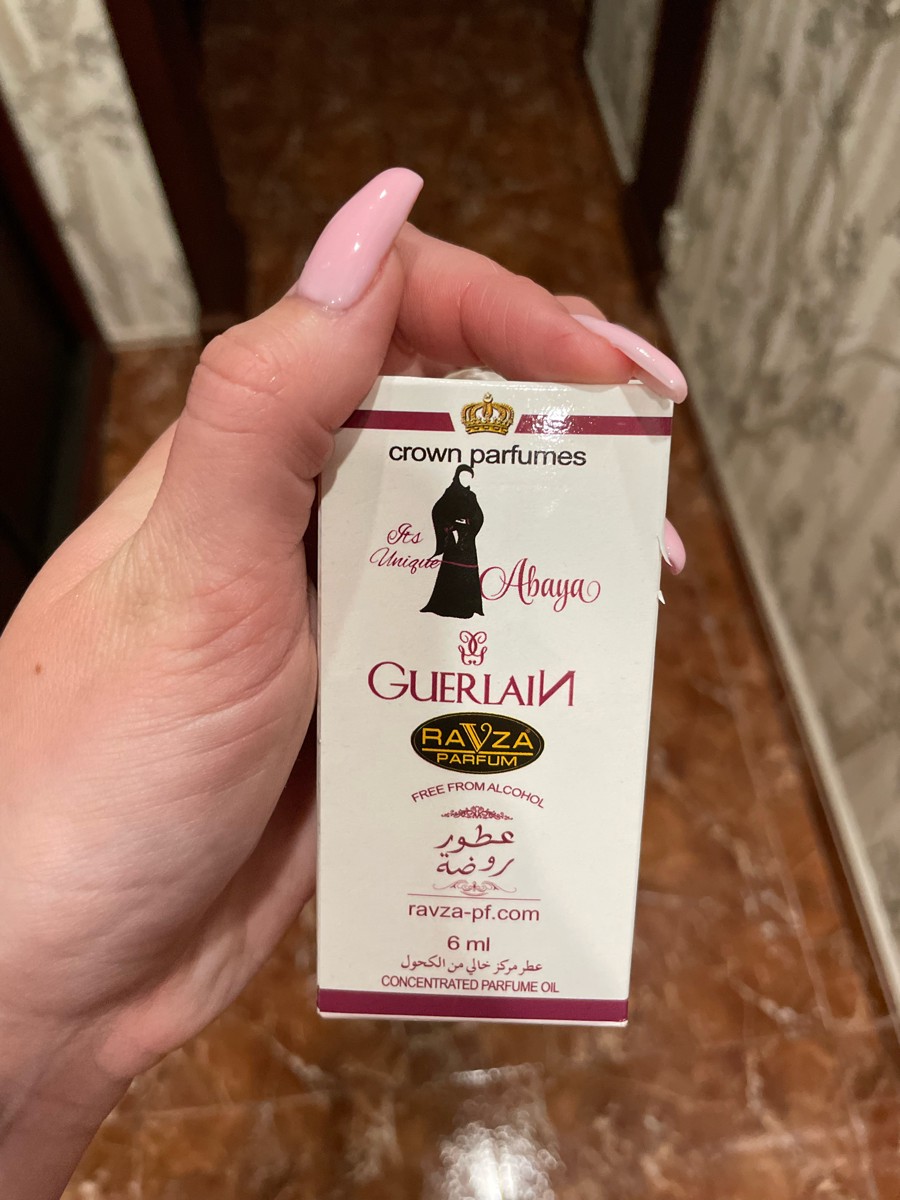 crown parfumes
Its
Unique
Abaya
GUERLAIN
RAVZA
PARFUM
FREE FROM ALCOHOL
عطور
روضة
ravza-pf.com
6 ml
عطر مركز خالي من الكحول
CONCENTRATED PARFUME OIL